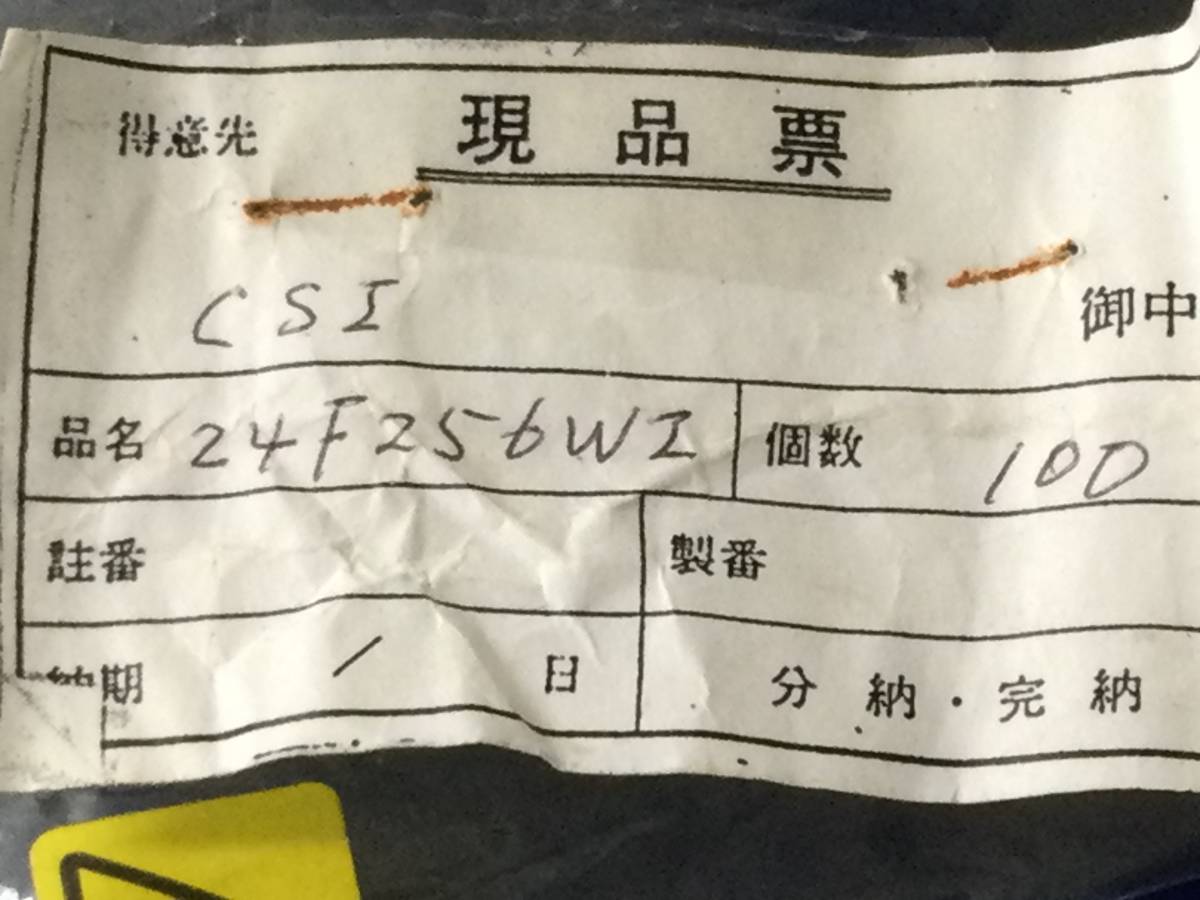 得意先 現品票
CSI 御中
品名 24F256WI 個数 100
註番 製番
納期 / 日 分納・完納